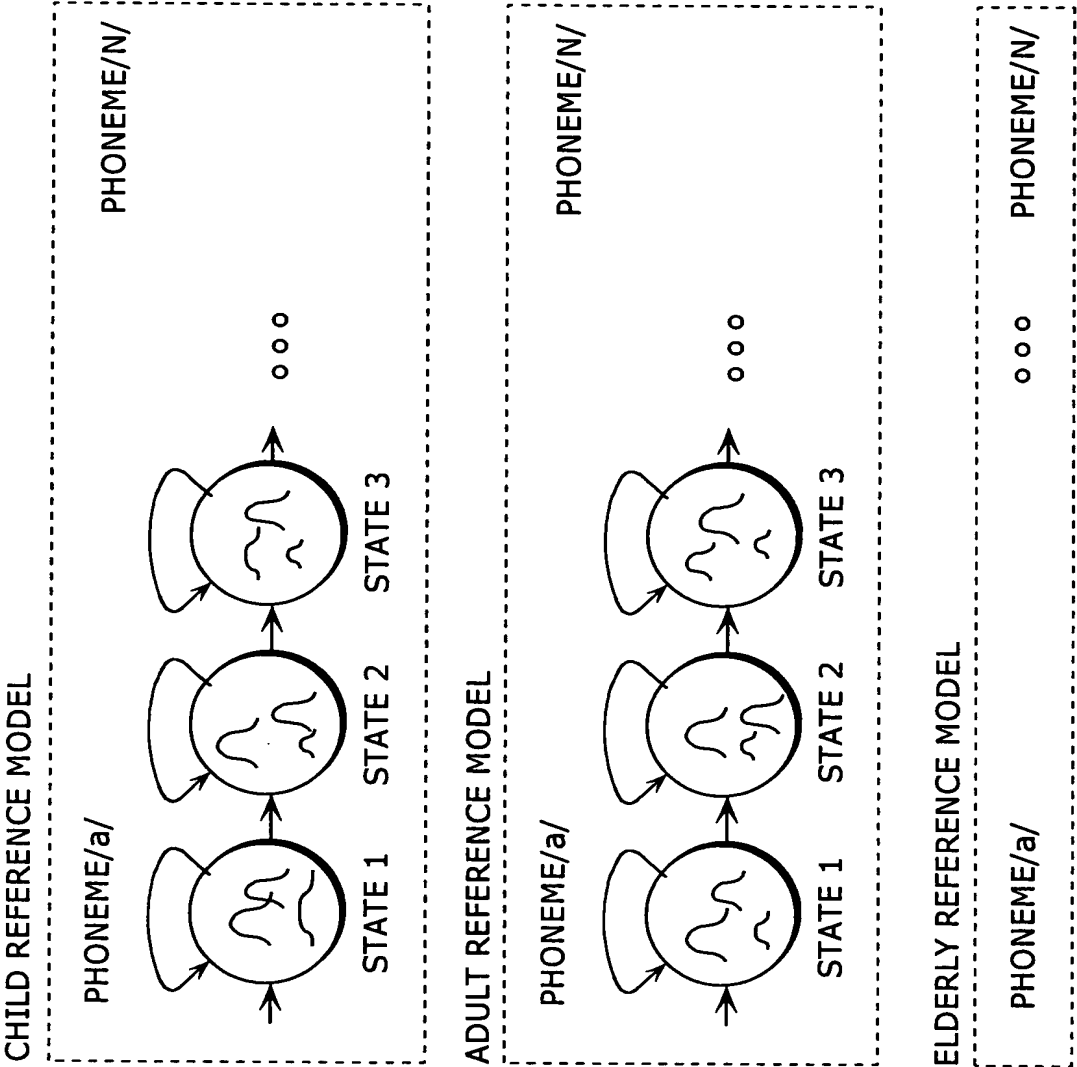 CHILD REFERENCE MODEL
PHONEME/a/ PHONEME/N/
STATE 1 STATE 2 STATE 3
ADULT REFERENCE MODEL
PHONEME/a/ PHONEME/N/
STATE 1 STATE 2 STATE 3
ELDERLY REFERENCE MODEL
PHONEME/a/ PHONEME/N/